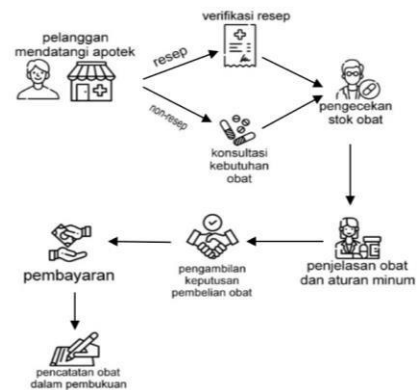 pelanggan
mendatangi apotek
resep
non-resep
verifikasi resep
konsultasi
kebutuhan
obat
pengecekan
stok obat
penjelasan obat
dan aturan minum
pengambilan
keputusan
pembelian obat
pembayaran
pencatatan obat
dalam pembukuan